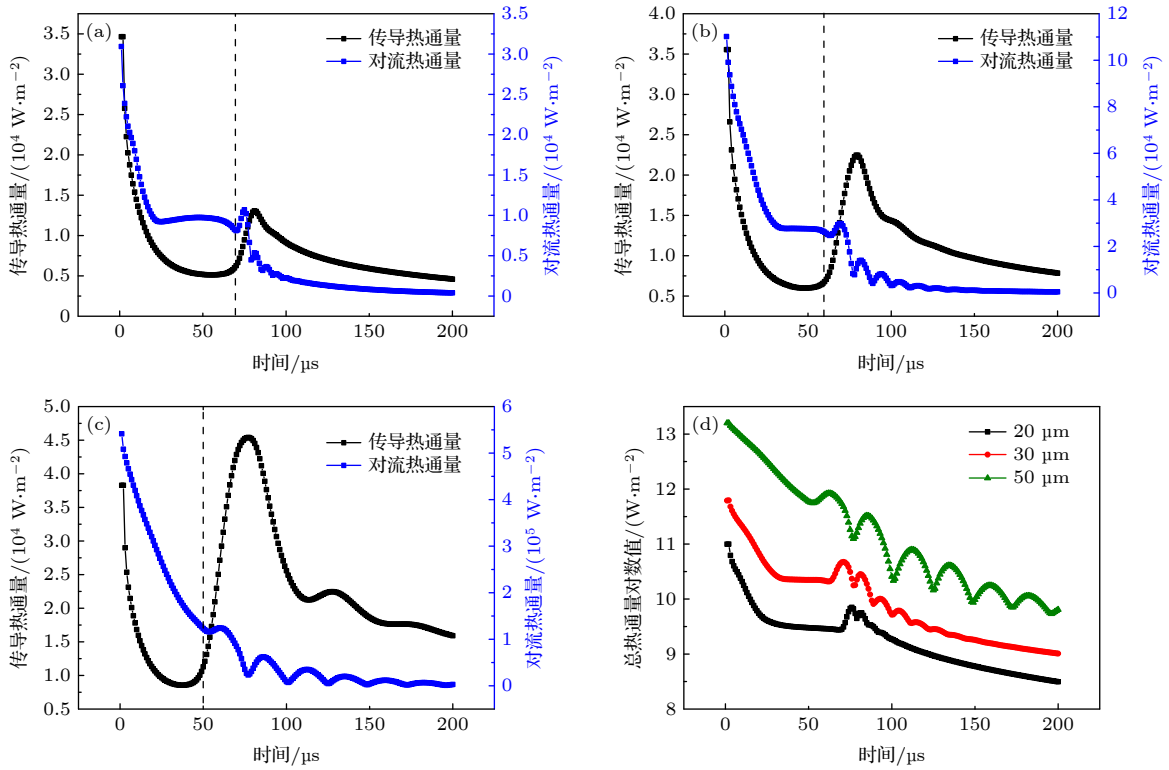 (a)
传导热通量
对流热通量
传导热通量/(10⁴ W·m⁻²)
3.5
3.0
2.5
2.0
1.5
1.0
0.5
0
对流热通量/(10⁴ W·m⁻²)
3.5
3.0
2.5
2.0
1.5
1.0
0.5
0
0 50 100 150 200
时间/µs
(b)
传导热通量
对流热通量
传导热通量/(10⁴ W·m⁻²)
4.0
3.5
3.0
2.5
2.0
1.5
1.0
0.5
对流热通量/(10⁴ W·m⁻²)
12
10
8
6
4
2
0
0 50 100 150 200
时间/µs
(c)
传导热通量
对流热通量
传导热通量/(10⁴ W·m⁻²)
5.0
4.5
4.0
3.5
3.0
2.5
2.0
1.5
1.0
0.5
对流热通量/(10⁵ W·m⁻²)
6
5
4
3
2
1
0
0 50 100 150 200
时间/µs
(d)
20 µm
30 µm
50 µm
总热通量对数值/(W·m⁻²)
13
12
11
10
9
8
0 50 100 150 200
时间/µs